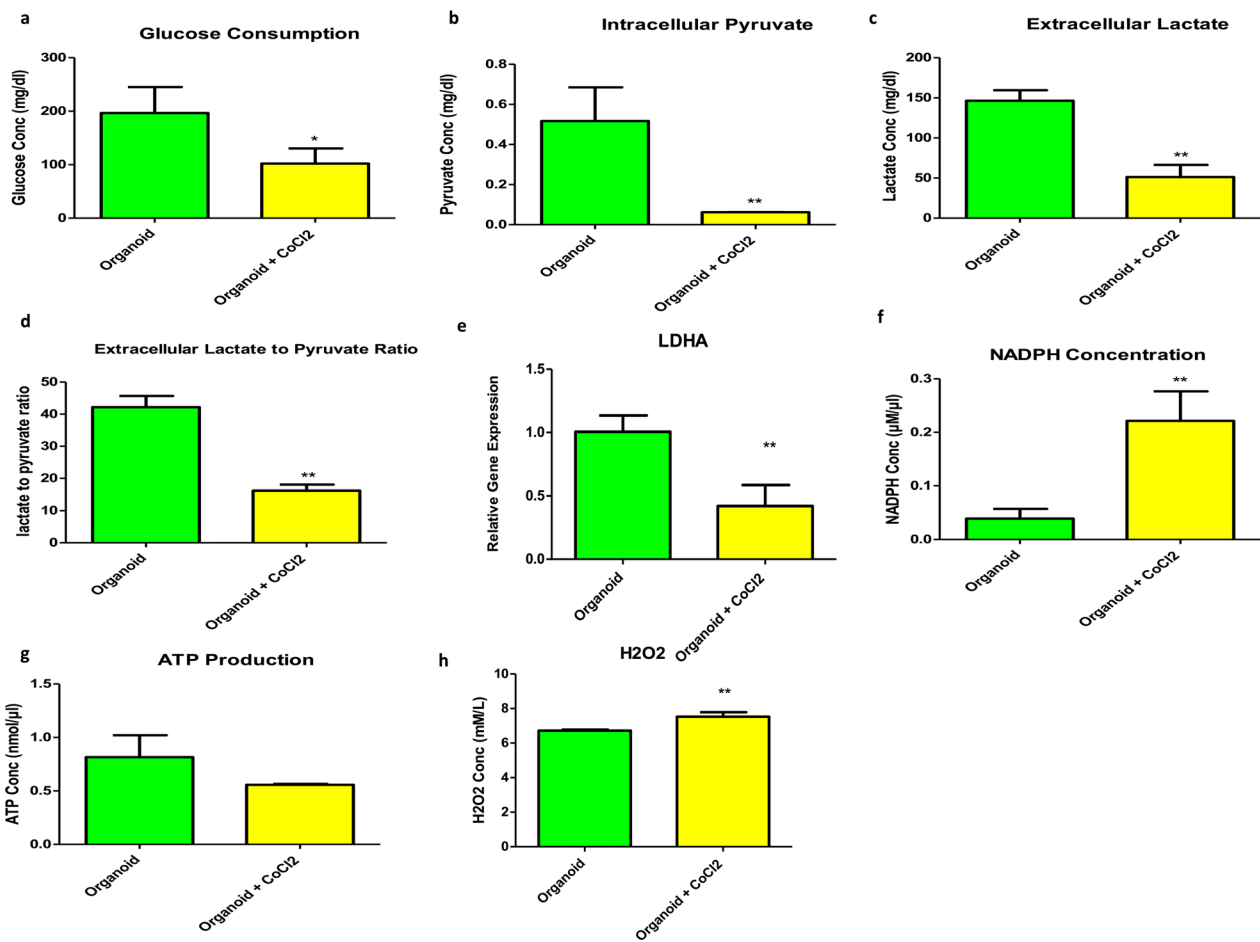 a
Glucose Consumption
Glucose Conc (mg/dl)
300
200
100
0
*
Organoid
Organoid + CoCl2
b
Intracellular Pyruvate
Pyruvate Conc (mg/dl)
0.8
0.6
0.4
0.2
0.0
**
Organoid
Organoid + CoCl2
c
Extracellular Lactate
Lactate Conc (mg/dl)
200
150
100
50
0
**
Organoid
Organoid + CoCl2
d
Extracellular Lactate to Pyruvate Ratio
lactate to pyruvate ratio
50
40
30
20
10
0
**
Organoid
Organoid + CoCl2
e
LDHA
Relative Gene Expression
1.5
1.0
0.5
0.0
**
Organoid
Organoid + CoCl2
f
NADPH Concentration
NADPH Conc (µM/µl)
0.3
0.2
0.1
0.0
**
Organoid
Organoid + CoCl2
g
ATP Production
ATP Conc (nmol/µl)
1.5
1.0
0.5
0.0
Organoid
Organoid + CoCl2
h
H2O2
H2O2 Conc (mM/L)
10
8
6
4
2
0
**
Organoid
Organoid + CoCl2